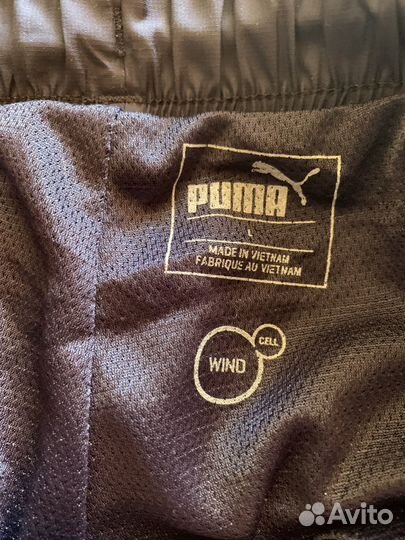 PUMA
L
MADE IN VIETNAM
FABRIQUE AU VIETNAM
CELL
WIND
Avito